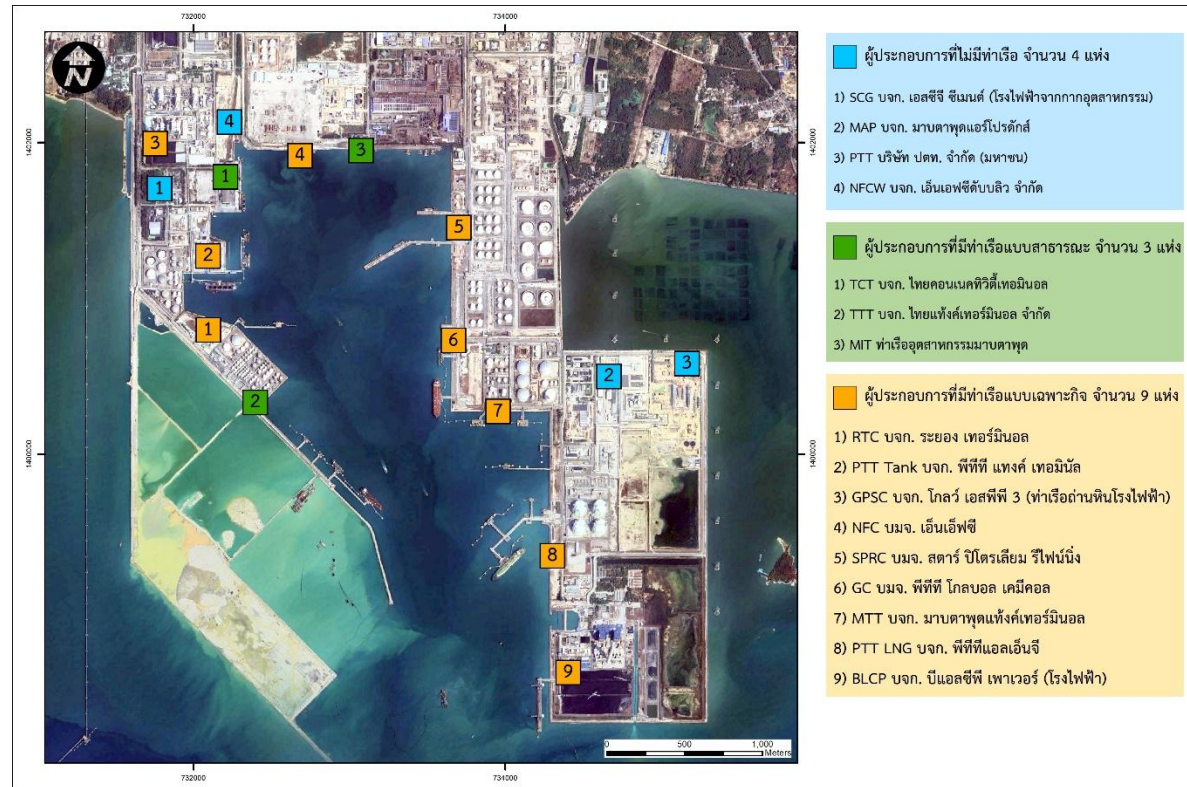 732000
734000
N
1402000
1402000
4
3
4
3
1
1
5
2
1
6
2
3
2
7
1400000
1400000
8
9
0
500
1,000
Meters
732000
734000
ผู้ประกอบการที่ไม่มีท่าเรือ จำนวน 4 แห่ง
1) SCG บจก. เอสซีจี ซีเมนต์ (โรงไฟฟ้าจากกากอุตสาหกรรม)
2) MAP บจก. มาบตาพุดแอร์โปรดักส์
3) PTT บริษัท ปตท. จำกัด (มหาชน)
4) NFCW บจก. เอ็นเอฟซีดับบลิว จำกัด
ผู้ประกอบการที่มีท่าเรือแบบสาธารณะ จำนวน 3 แห่ง
1) TCT บจก. ไทยคอนเนคทิวิตี้เทอมินอล
2) TTT บจก. ไทยแท้งค์เทอร์มินอล จำกัด
3) MIT ท่าเรืออุตสาหกรรมมาบตาพุด
ผู้ประกอบการที่มีท่าเรือแบบเฉพาะกิจ จำนวน 9 แห่ง
1) RTC บจก. ระยอง เทอร์มินอล
2) PTT Tank บจก. พีทีที แทงค์ เทอมินัล
3) GPSC บจก. โกลว์ เอสพีพี 3 (ท่าเรือถ่านหินโรงไฟฟ้า)
4) NFC บมจ. เอ็นเอ็ฟซี
5) SPRC บมจ. สตาร์ ปิโตรเลียม รีไฟน์นิ่ง
6) GC บมจ. พีทีที โกลบอล เคมีคอล
7) MTT บจก. มาบตาพุดแท้งค์เทอร์มินอล
8) PTT LNG บจก. พีทีทีแอลเอ็นจี
9) BLCP บจก. บีแอลซีพี เพาเวอร์ (โรงไฟฟ้า)